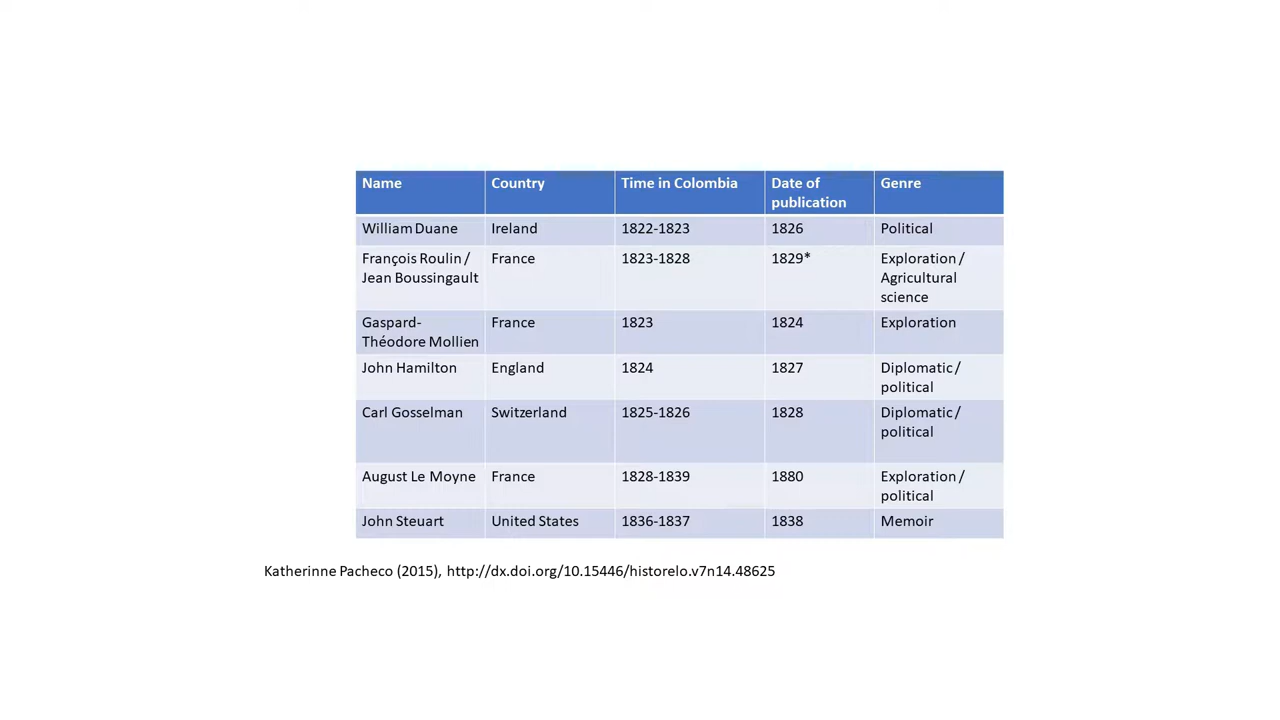 Name Country Time in Colombia Date of
publication Genre
William Duane Ireland 1822-1823 1826 Political
François Roulin /
Jean Boussingault France 1823-1828 1829* Exploration /
Agricultural
science
Gaspard-
Théodore Mollien France 1823 1824 Exploration
John Hamilton England 1824 1827 Diplomatic /
political
Carl Gosselman Switzerland 1825-1826 1828 Diplomatic /
political
August Le Moyne France 1828-1839 1880 Exploration /
political
John Steuart United States 1836-1837 1838 Memoir
Katherinne Pacheco (2015), http://dx.doi.org/10.15446/historelo.v7n14.48625